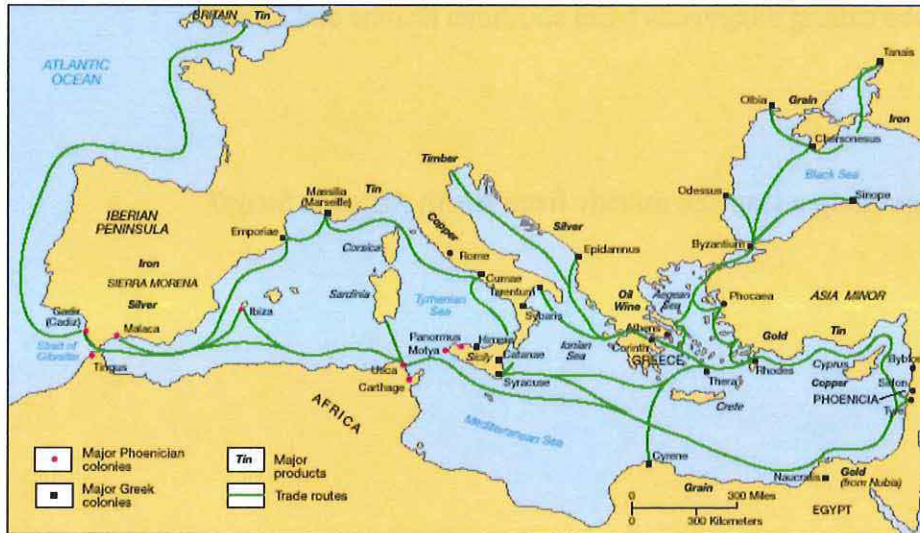 BRITAIN
Tin
ATLANTIC
OCEAN
Tanais
Olbia
Grain
Iron
Chersonesus
Timber
Black Sea
Massilia
(Marseille)
Tin
Odessus
Sinope
IBERIAN
PENINSULA
Emporiae
Corsica
Copper
Rome
Silver
Epidamnus
Byzantium
Iron
SIERRA MORENA
Sardinia
Cumae
Tarentum
Oil
Wine
Aegean
Sea
Phocaea
ASIA MINOR
Silver
Tyrrhenian
Sea
Sybaris
Gadir
(Cadiz)
Malaca
Ibiza
Panormus
Himera
Motya
Sicily
Catanae
Ionian
Sea
Athens
Corinth
GREECE
Gold
Tin
Strait of
Gibraltar
Tingus
Utica
Carthage
Syracuse
Thera
Rhodes
Cyprus
Byblos
Copper
Sidon
PHOENICIA
Tyre
Crete
AFRICA
Mediterranean Sea
Cyrene
Grain
Naucratis
Gold
(from Nubia)
EGYPT
Major Phoenician
colonies
Tin
Major
products
Major Greek
colonies
Trade routes
0
300 Miles
0
300 Kilometers